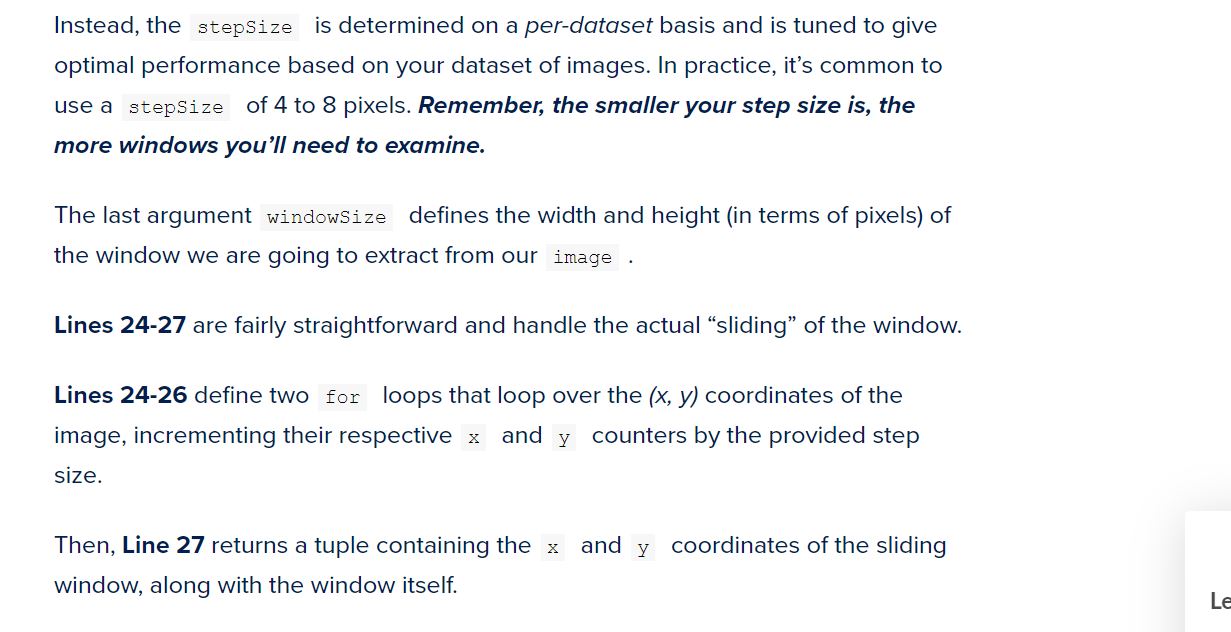 Instead, the stepSize is determined on a per-dataset basis and is tuned to give
optimal performance based on your dataset of images. In practice, it’s common to
use a stepSize of 4 to 8 pixels. Remember, the smaller your step size is, the
more windows you’ll need to examine.
The last argument windowSize defines the width and height (in terms of pixels) of
the window we are going to extract from our image .
Lines 24-27 are fairly straightforward and handle the actual “sliding” of the window.
Lines 24-26 define two for loops that loop over the (x, y) coordinates of the
image, incrementing their respective x and y counters by the provided step
size.
Then, Line 27 returns a tuple containing the x and y coordinates of the sliding
window, along with the window itself.
Le